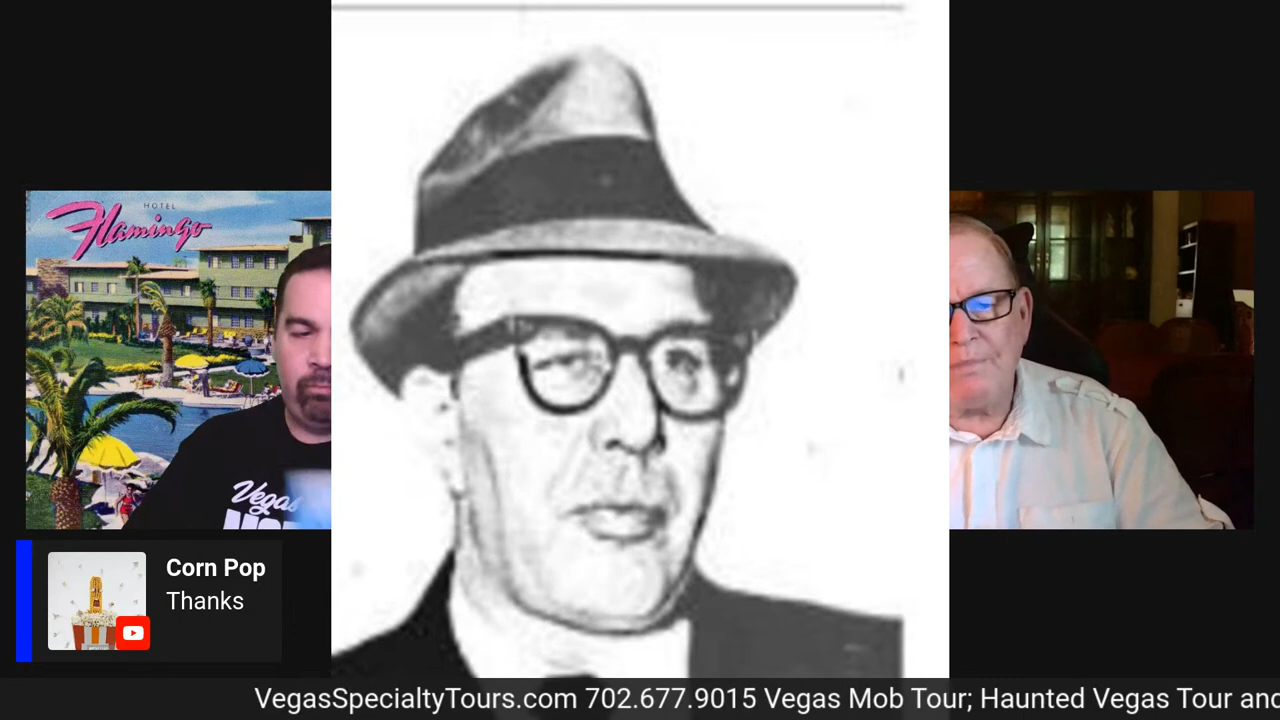 HOTEL
Flamingo
Vegas
Corn Pop
Thanks
VegasSpecialtyTours.com 702.677.9015 Vegas Mob Tour; Haunted Vegas Tour and